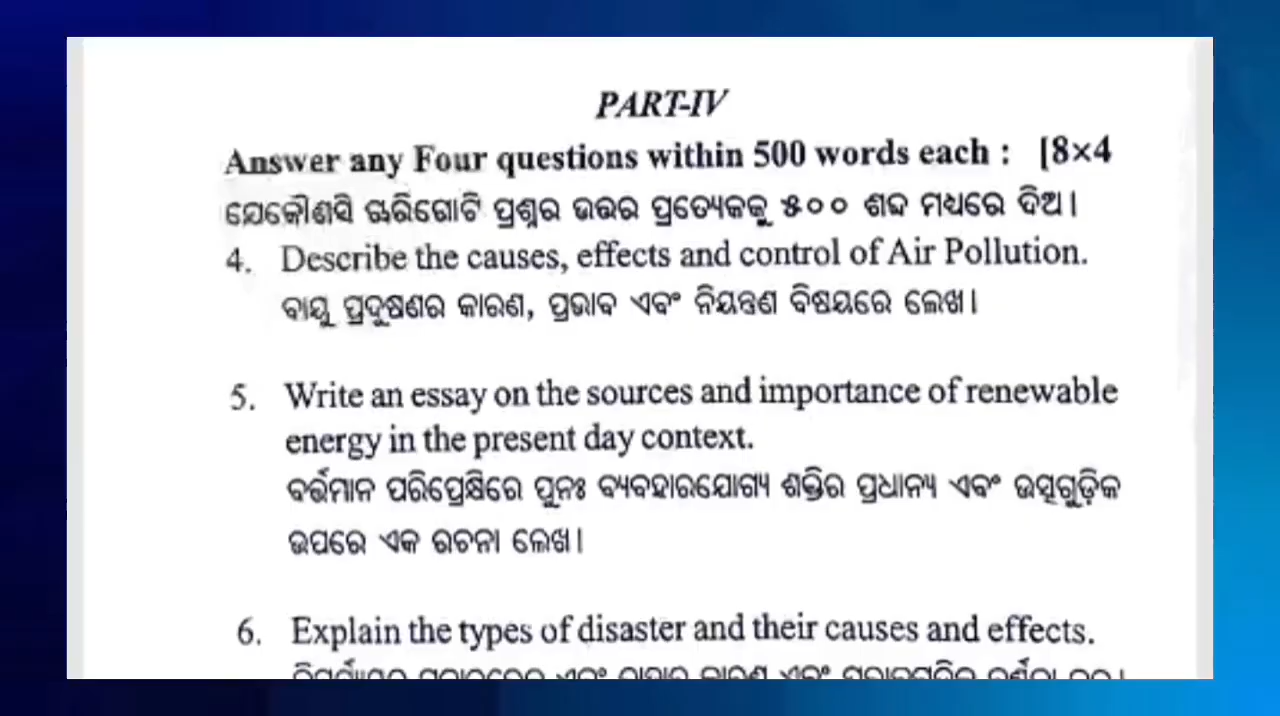 PART-IV
Answer any Four questions within 500 words each : [8×4
ଯେକୌଣସି ଋରିଗୋଟି ପ୍ରଶ୍ନର ଉତ୍ତର ପ୍ରତ୍ୟେକକୁ ୫୦୦ ଶବ୍ଦ ମଧ୍ୟରେ ଦିଅ।
4. Describe the causes, effects and control of Air Pollution.
ବାୟୁ ପ୍ରଦୁଷଣର କାରଣ, ପ୍ରଭାବ ଏବଂ ନିୟନ୍ତ୍ରଣ ବିଷୟରେ ଲେଖ।
5. Write an essay on the sources and importance of renewable
energy in the present day context.
ବର୍ତ୍ତମାନ ପରିପ୍ରେକ୍ଷିରେ ପୁନଃ ବ୍ୟବହାରଯୋଗ୍ୟ ଶକ୍ତିର ପ୍ରଧାନ୍ୟ ଏବଂ ଉତ୍ସଗୁଡ଼ିକ
ଉପରେ ଏକ ରଚନା ଲେଖ।
6. Explain the types of disaster and their causes and effects.